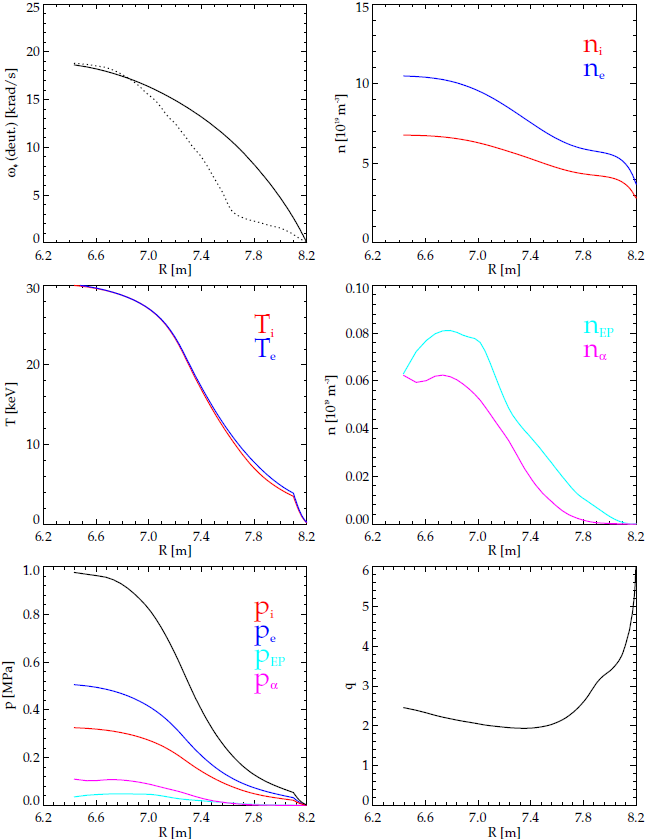 25
20
15
10
5
0
ω* (deut.) [krad/s]
6.2 6.6 7.0 7.4 7.8 8.2
R [m]
15
10
5
0
n [10¹⁹ m⁻³]
nᵢ
nₑ
6.2 6.6 7.0 7.4 7.8 8.2
R [m]
30
20
10
0
T [keV]
Tᵢ
Tₑ
6.2 6.6 7.0 7.4 7.8 8.2
R [m]
0.10
0.08
0.06
0.04
0.02
0.00
n [10¹⁹ m⁻³]
n_EP
n_α
6.2 6.6 7.0 7.4 7.8 8.2
R [m]
1.0
0.8
0.6
0.4
0.2
0.0
p [MPa]
pᵢ
pₑ
p_EP
p_α
6.2 6.6 7.0 7.4 7.8 8.2
R [m]
6
5
4
3
2
1
0
q
6.2 6.6 7.0 7.4 7.8 8.2
R [m]